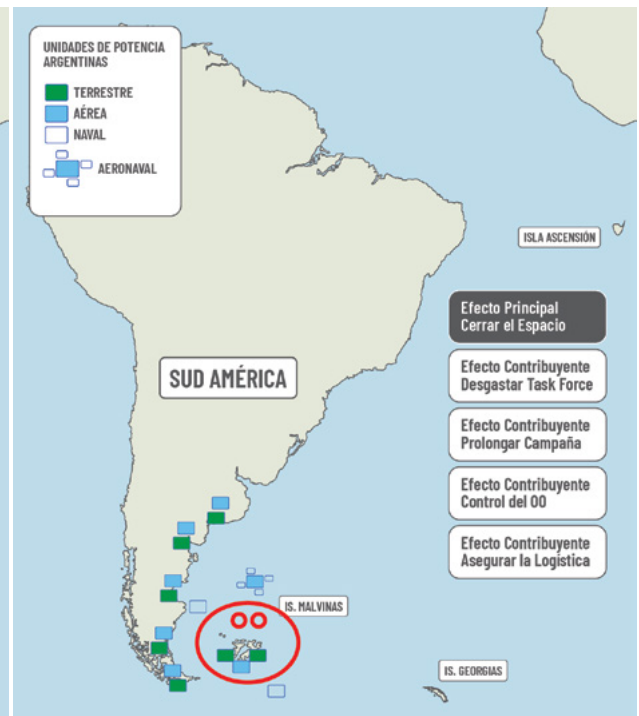 UNIDADES DE POTENCIA
ARGENTINAS
TERRESTRE
AÉREA
NAVAL
AERONAVAL
ISLA ASCENSIÓN
Efecto Principal
Cerrar el Espacio
Efecto Contribuyente
Desgastar Task Force
SUD AMÉRICA
Efecto Contribuyente
Prolongar Campaña
Efecto Contribuyente
Control del OO
Efecto Contribuyente
Asegurar la Logística
IS. MALVINAS
OO
IS. GEORGIAS